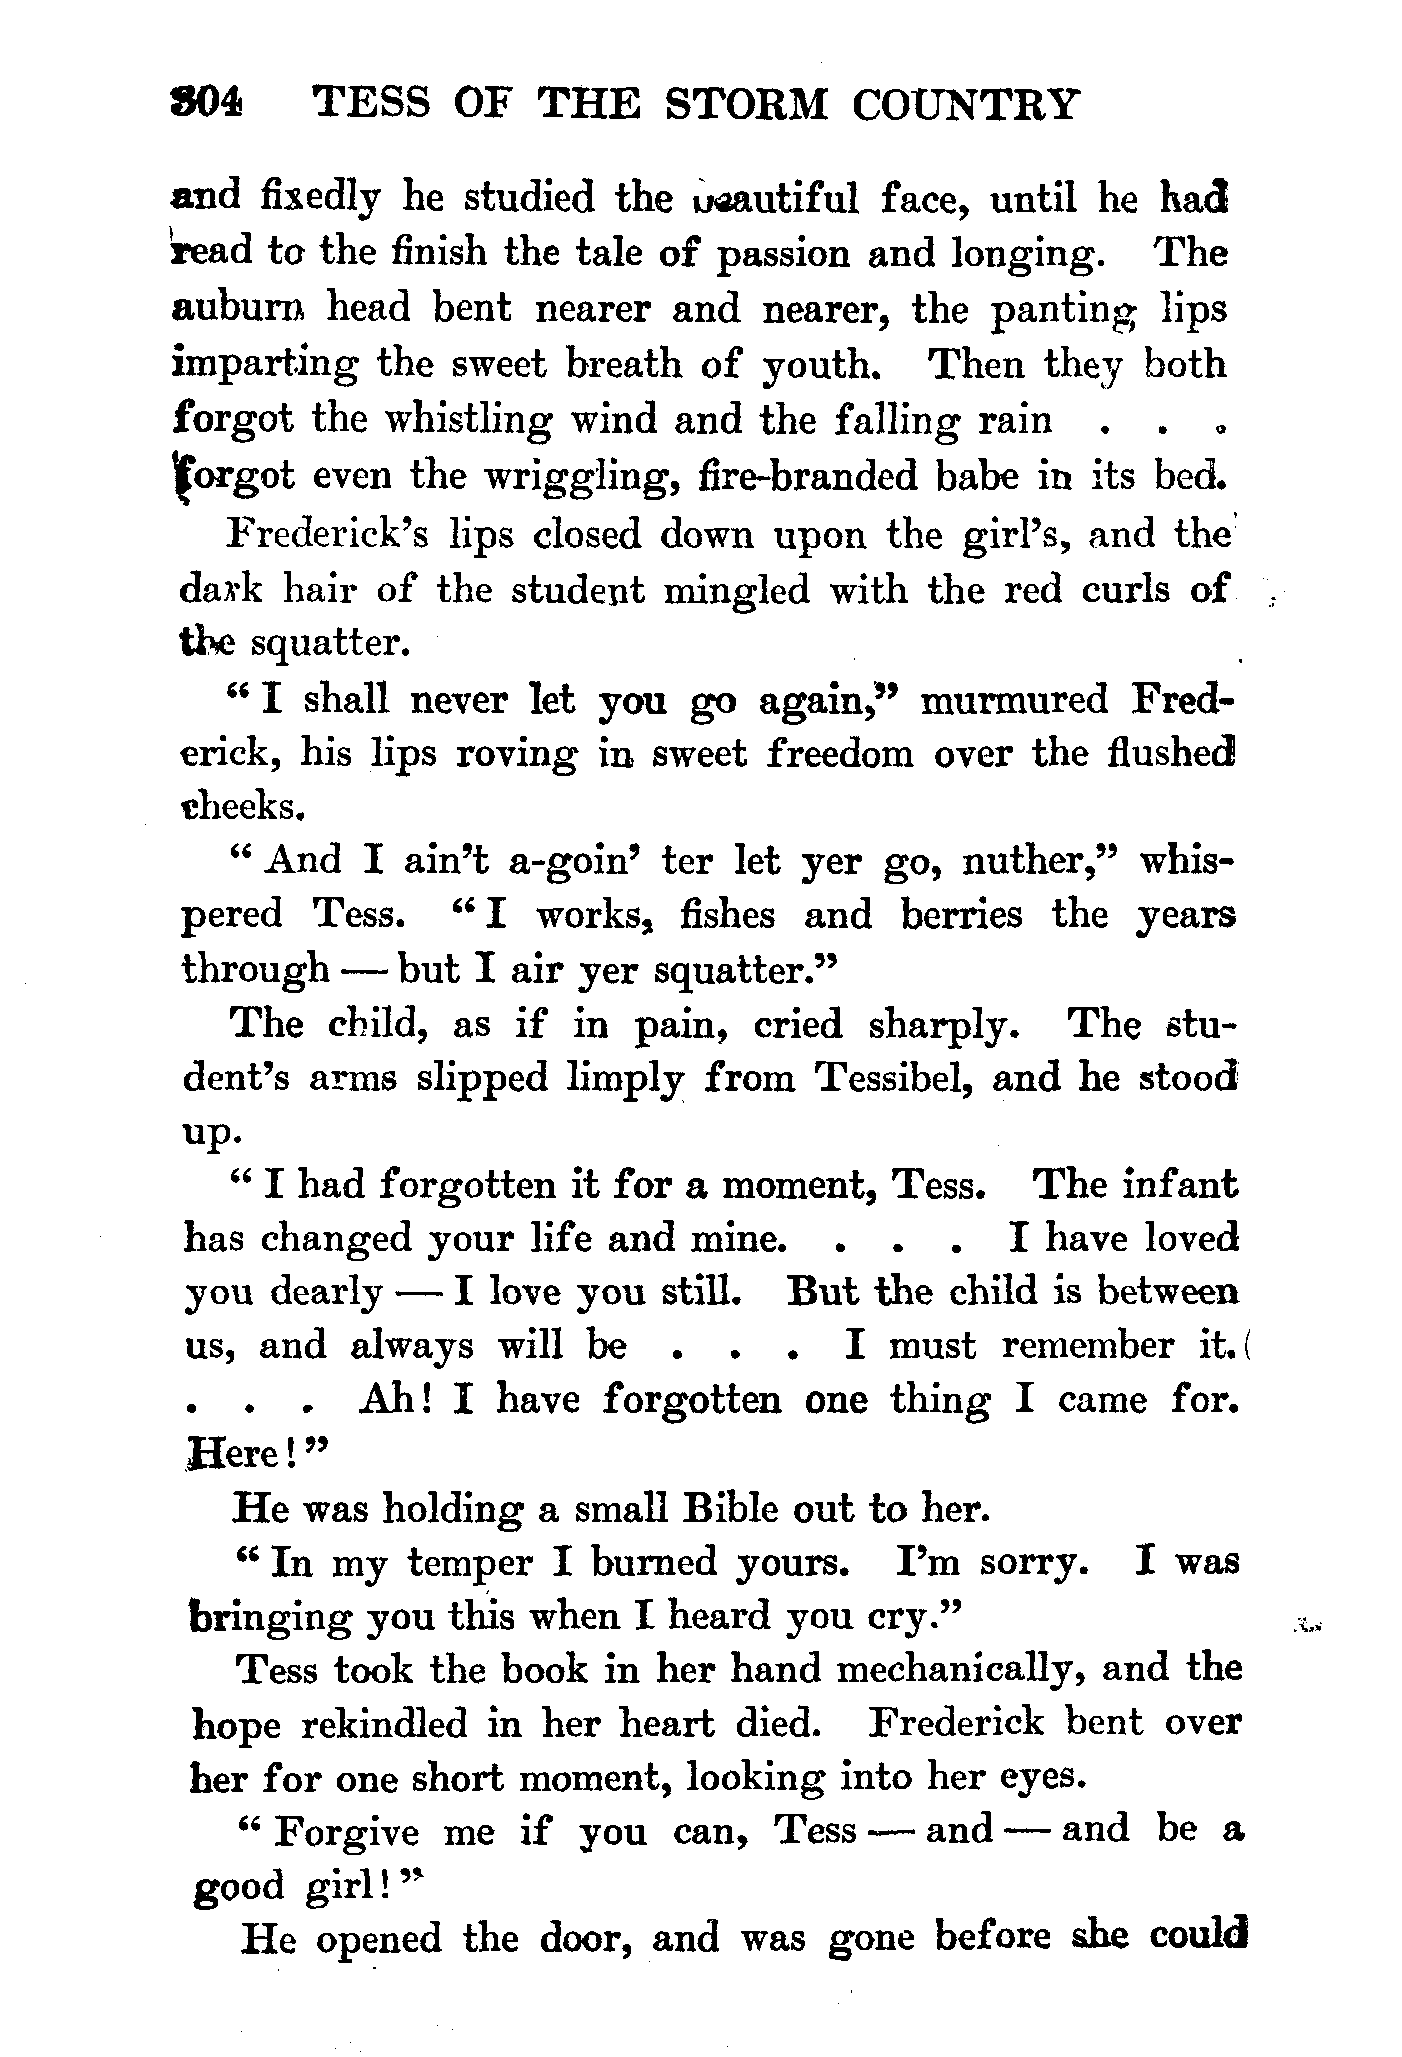 304 TESS OF THE STORM COUNTRY
and fixedly he studied the beautiful face, until he had
read to the finish the tale of passion and longing. The
auburn head bent nearer and nearer, the panting lips
imparting the sweet breath of youth. Then they both
forgot the whistling wind and the falling rain . . .
forgot even the wriggling, fire-branded babe in its bed.
Frederick's lips closed down upon the girl's, and the
dark hair of the student mingled with the red curls of
the squatter.
“ I shall never let you go again,” murmured Fred-
erick, his lips roving in sweet freedom over the flushed
cheeks.
“ And I ain't a-goin' ter let yer go, nuther,” whis-
pered Tess. “ I works, fishes and berries the years
through — but I air yer squatter.”
The child, as if in pain, cried sharply. The stu-
dent's arms slipped limply from Tessibel, and he stood
up.
“ I had forgotten it for a moment, Tess. The infant
has changed your life and mine. . . . I have loved
you dearly — I love you still. But the child is between
us, and always will be . . . I must remember it.
. . . Ah! I have forgotten one thing I came for.
Here! ”
He was holding a small Bible out to her.
“ In my temper I burned yours. I'm sorry. I was
bringing you this when I heard you cry.”
Tess took the book in her hand mechanically, and the
hope rekindled in her heart died. Frederick bent over
her for one short moment, looking into her eyes.
“ Forgive me if you can, Tess — and — and be a
good girl! ”
He opened the door, and was gone before she could